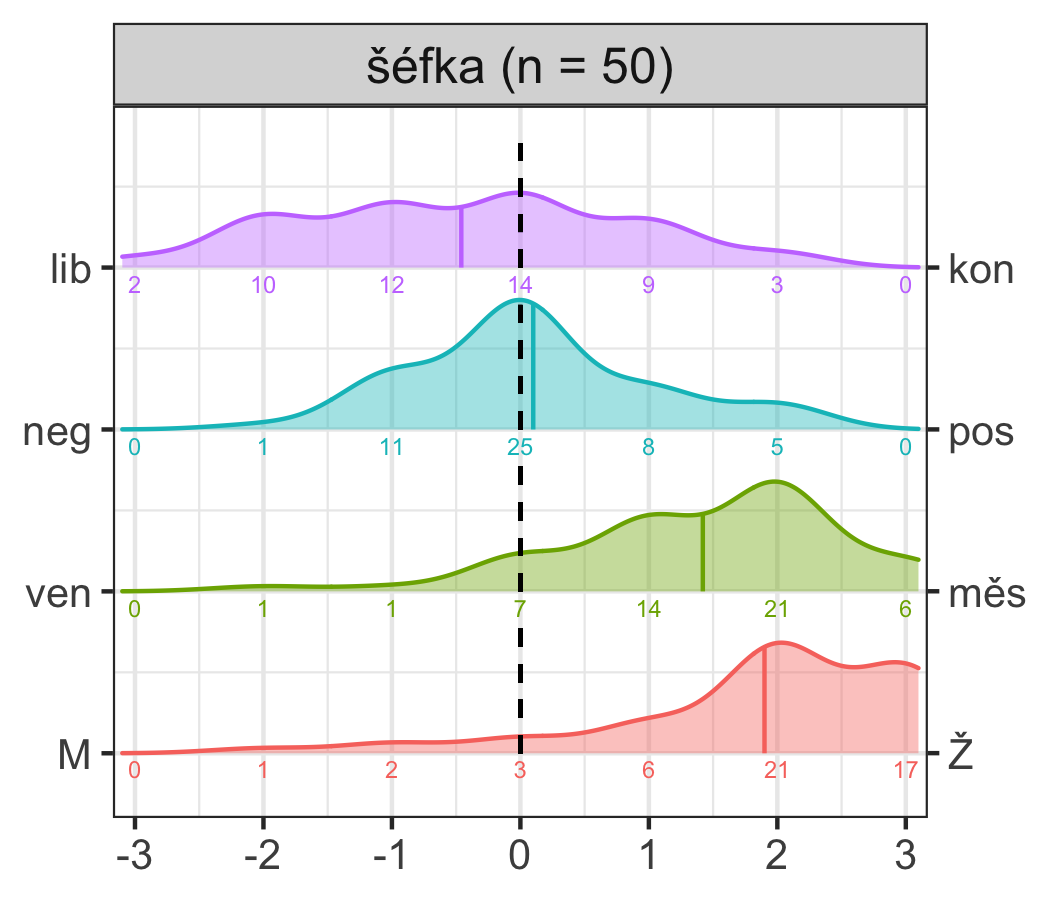 šéfka (n = 50)
lib kon
2 10 12 14 9 3 0
neg pos
0 1 11 25 8 5 0
ven měs
0 1 1 7 14 21 6
M Ž
0 1 2 3 6 21 17
-3 -2 -1 0 1 2 3